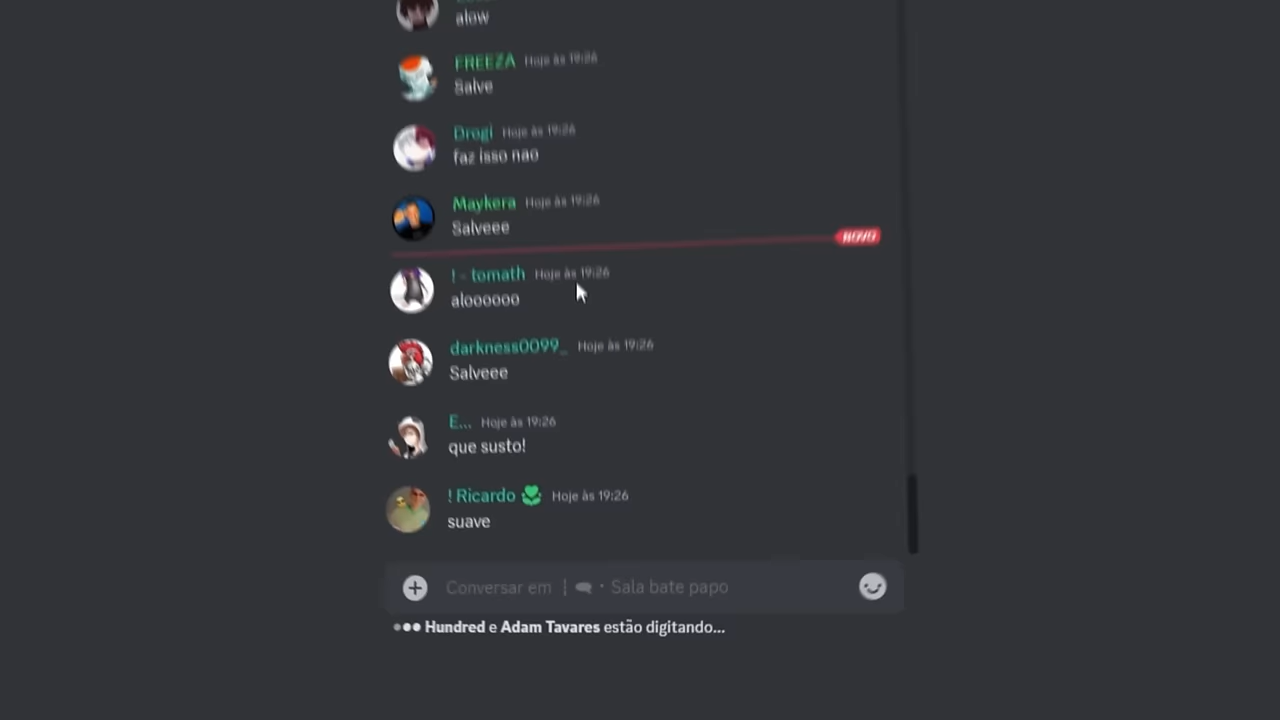 alow
FREEZA Hoje às 19:26
Salve
Drogi Hoje às 19:26
faz isso nao
Maykera Hoje às 19:26
Salveee
NOVO
! - tomath Hoje às 19:26
aloooooo
darkness0099_ Hoje às 19:26
Salveee
E... Hoje às 19:26
que susto!
! Ricardo Hoje às 19:26
suave
Conversar em | • Sala bate papo
Hundred e Adam Tavares estão digitando...